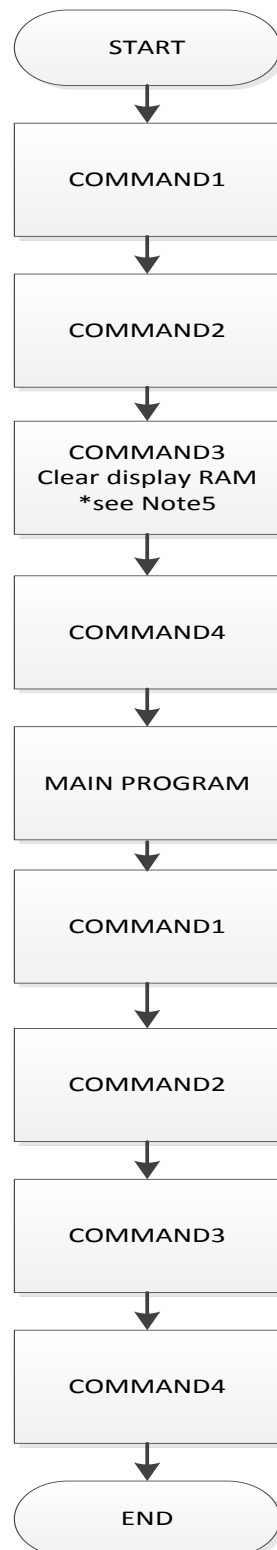 START
COMMAND1
COMMAND2
COMMAND3
Clear display RAM
*see Note5
COMMAND4
MAIN PROGRAM
COMMAND1
COMMAND2
COMMAND3
COMMAND4
END